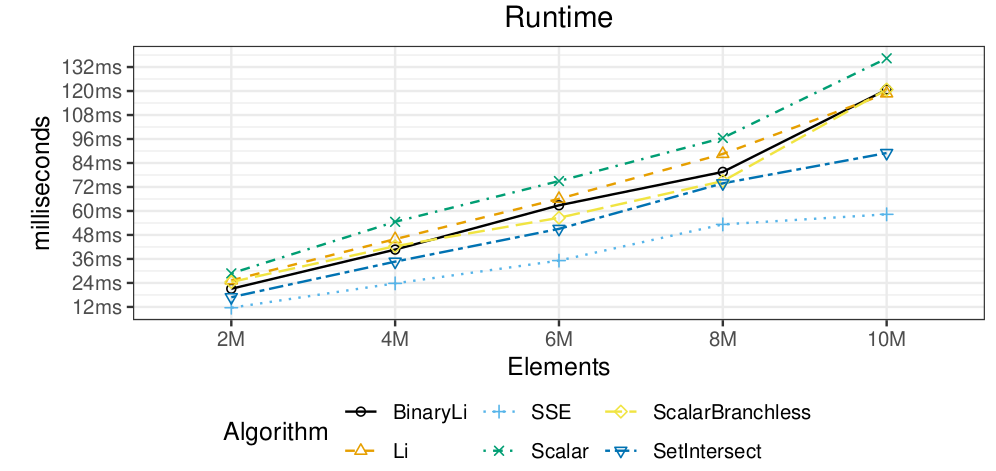 Runtime
milliseconds
132ms
120ms
108ms
96ms
84ms
72ms
60ms
48ms
36ms
24ms
12ms
2M 4M 6M 8M 10M
Elements
Algorithm
BinaryLi SSE ScalarBranchless
Li Scalar SetIntersect